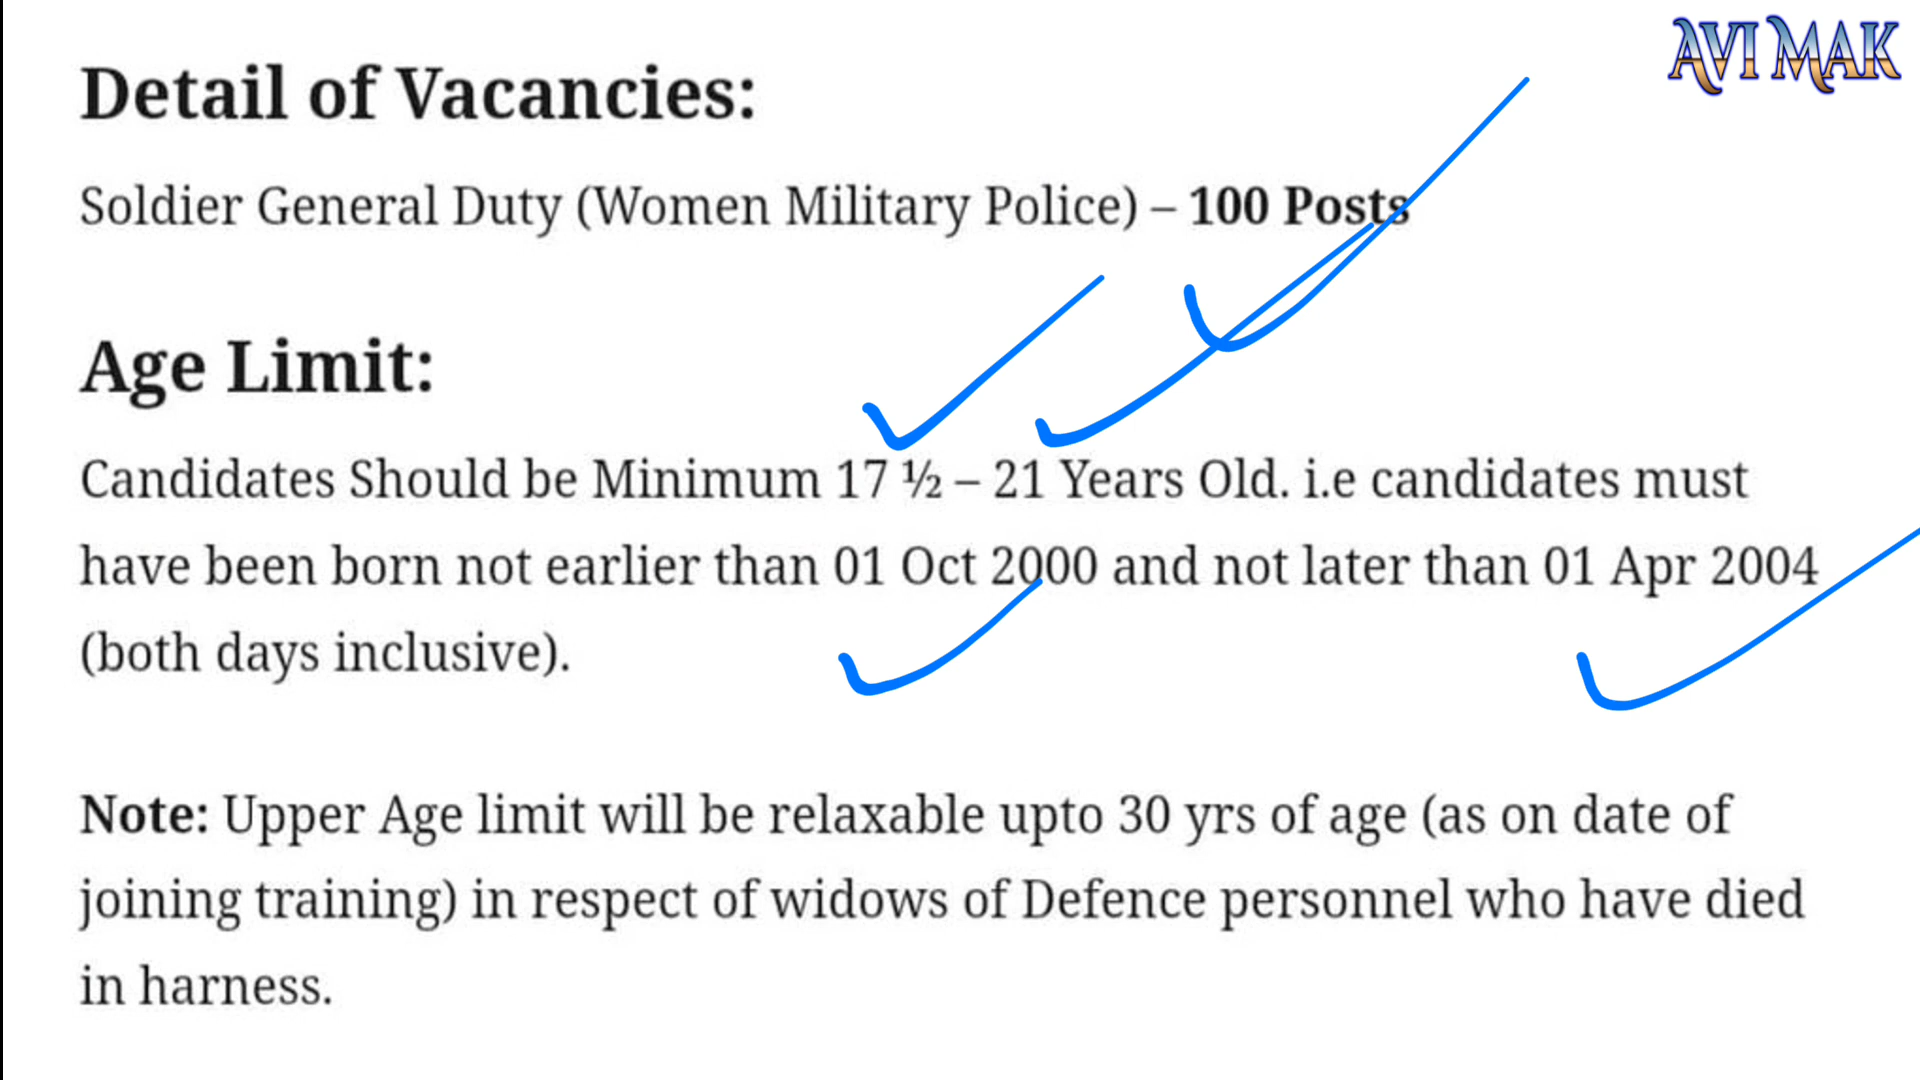 AVI MAK
Detail of Vacancies:
Soldier General Duty (Women Military Police) – 100 Posts
Age Limit:
Candidates Should be Minimum 17 ½ – 21 Years Old. i.e candidates must
have been born not earlier than 01 Oct 2000 and not later than 01 Apr 2004
(both days inclusive).
Note: Upper Age limit will be relaxable upto 30 yrs of age (as on date of
joining training) in respect of widows of Defence personnel who have died
in harness.